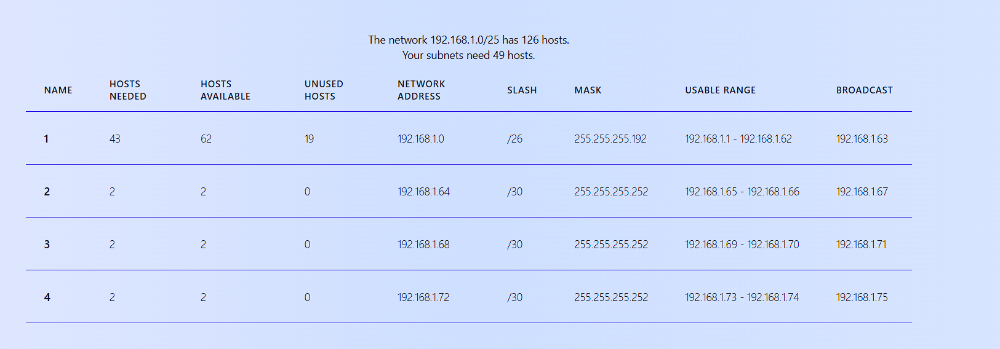 The network 192.168.1.0/25 has 126 hosts.
Your subnets need 49 hosts.
NAME HOSTS NEEDED HOSTS AVAILABLE UNUSED HOSTS NETWORK ADDRESS SLASH MASK USABLE RANGE BROADCAST
1 43 62 19 192.168.1.0 /26 255.255.255.192 192.168.1.1 - 192.168.1.62 192.168.1.63
2 2 2 0 192.168.1.64 /30 255.255.255.252 192.168.1.65 - 192.168.1.66 192.168.1.67
3 2 2 0 192.168.1.68 /30 255.255.255.252 192.168.1.69 - 192.168.1.70 192.168.1.71
4 2 2 0 192.168.1.72 /30 255.255.255.252 192.168.1.73 - 192.168.1.74 192.168.1.75